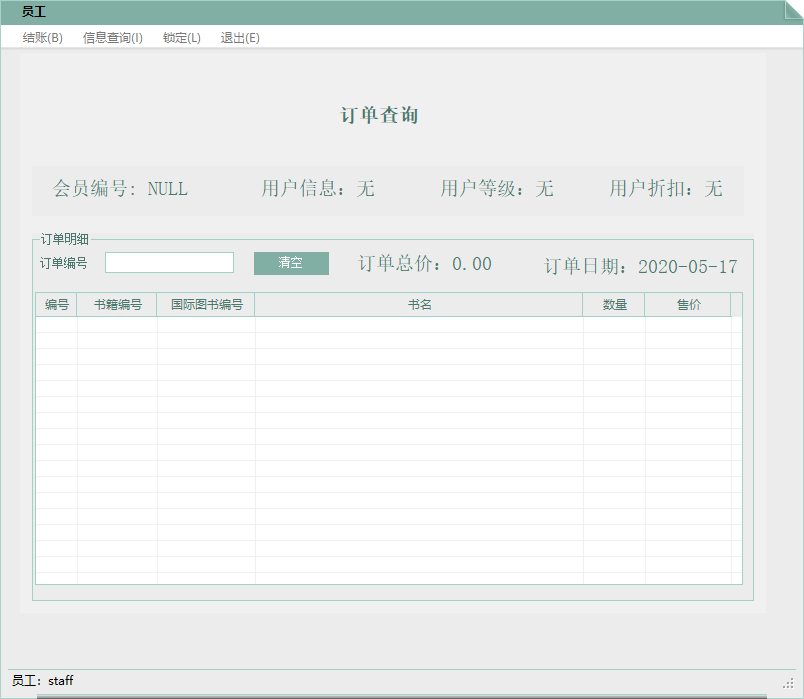 员工
结账(B) 信息查询(I) 锁定(L) 退出(E)
订单查询
会员编号: NULL 用户信息: 无 用户等级: 无 用户折扣: 无
订单明细
订单编号 清空 订单总价: 0.00 订单日期: 2020-05-17
编号 书籍编号 国际图书编号 书名 数量 售价
员工: staff